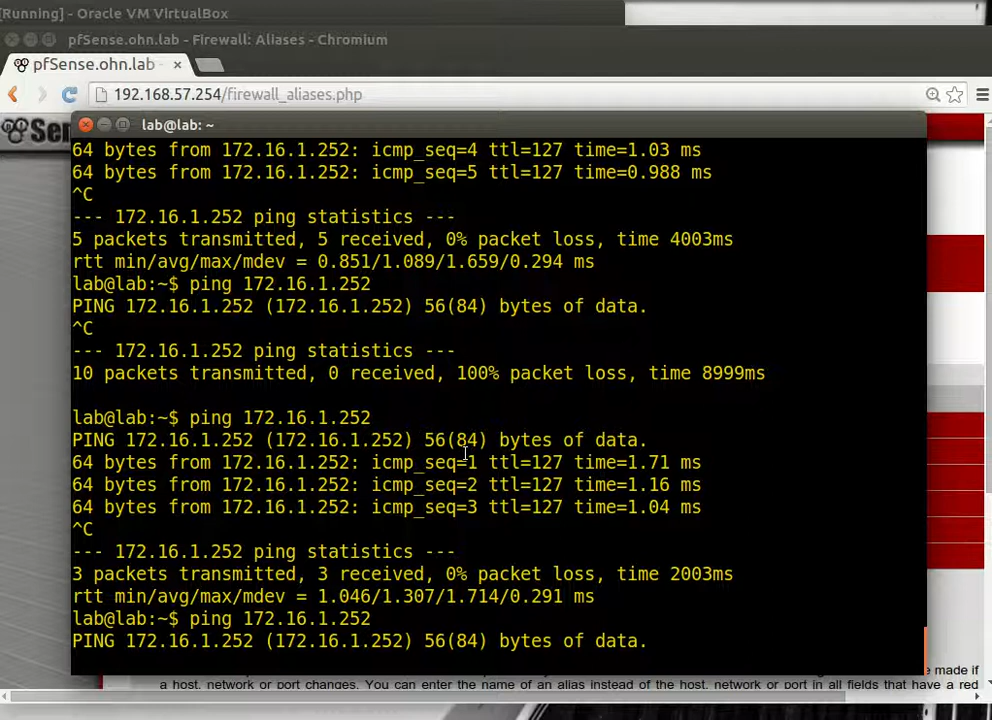 [Running] - Oracle VM VirtualBox
pfSense.ohn.lab - Firewall: Aliases - Chromium
pfSense.ohn.lab - ×
192.168.57.254/firewall_aliases.php
Sen
lab@lab: ~
64 bytes from 172.16.1.252: icmp_seq=4 ttl=127 time=1.03 ms
64 bytes from 172.16.1.252: icmp_seq=5 ttl=127 time=0.988 ms
^C
--- 172.16.1.252 ping statistics ---
5 packets transmitted, 5 received, 0% packet loss, time 4003ms
rtt min/avg/max/mdev = 0.851/1.089/1.659/0.294 ms
lab@lab:~$ ping 172.16.1.252
PING 172.16.1.252 (172.16.1.252) 56(84) bytes of data.
^C
--- 172.16.1.252 ping statistics ---
10 packets transmitted, 0 received, 100% packet loss, time 8999ms
lab@lab:~$ ping 172.16.1.252
PING 172.16.1.252 (172.16.1.252) 56(84) bytes of data.
64 bytes from 172.16.1.252: icmp_seq=1 ttl=127 time=1.71 ms
64 bytes from 172.16.1.252: icmp_seq=2 ttl=127 time=1.16 ms
64 bytes from 172.16.1.252: icmp_seq=3 ttl=127 time=1.04 ms
^C
--- 172.16.1.252 ping statistics ---
3 packets transmitted, 3 received, 0% packet loss, time 2003ms
rtt min/avg/max/mdev = 1.046/1.307/1.714/0.291 ms
lab@lab:~$ ping 172.16.1.252
PING 172.16.1.252 (172.16.1.252) 56(84) bytes of data.
e made if
a host, network or port changes. You can enter the name of an alias instead of the host, network or port in all fields that have a red